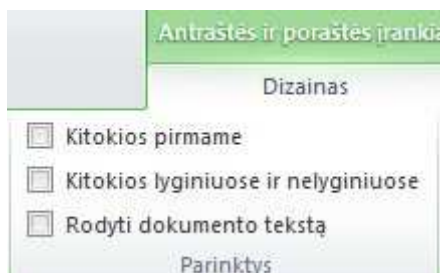 Antraštės ir poraštės įrankia
Dizainas
Kitokios pirmame
Kitokios lyginiuose ir nelyginiuose
Rodyti dokumento tekstą
Parinktys